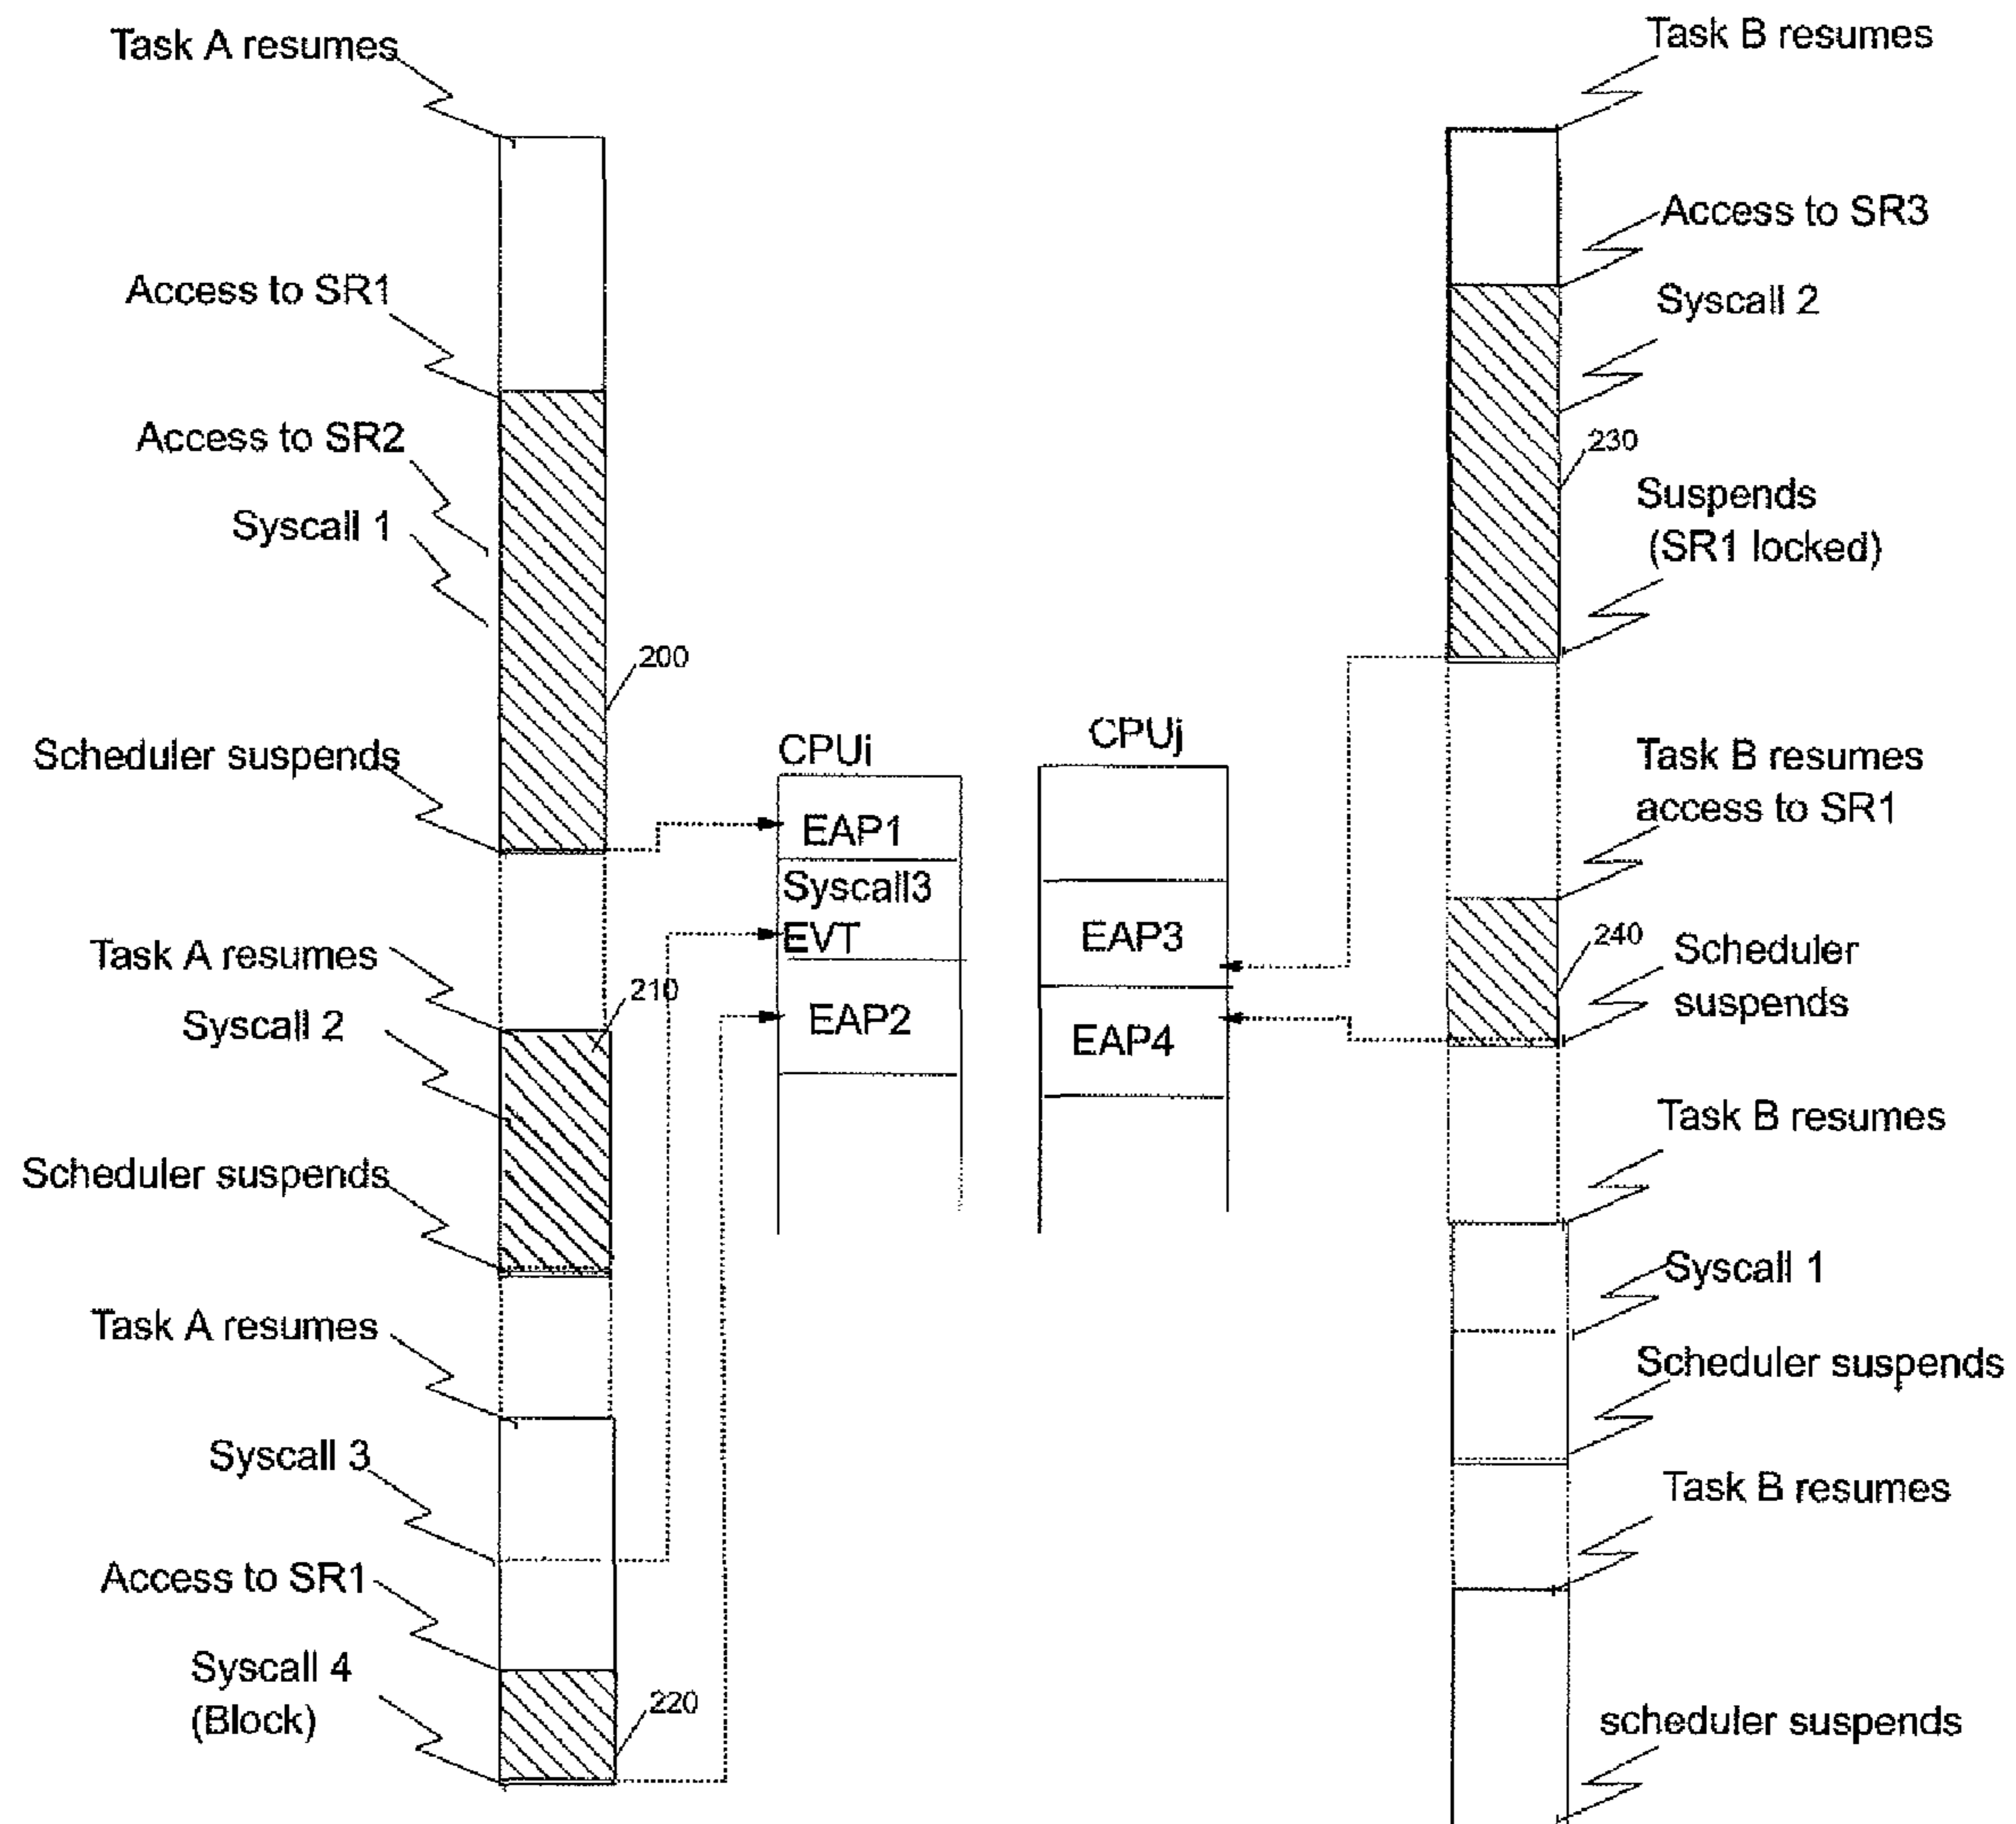 Task A resumes
Access to SR1
Access to SR2
Syscall 1
200
Scheduler suspends
Task A resumes
210
Syscall 2
Scheduler suspends
Task A resumes
Syscall 3
Access to SR1
Syscall 4
(Block)
220
CPUi
EAP1
Syscall3
EVT
EAP2
CPUj
EAP3
EAP4
Task B resumes
Access to SR3
Syscall 2
230
Suspends
(SR1 locked)
Task B resumes
access to SR1
240
Scheduler
suspends
Task B resumes
Syscall 1
Scheduler suspends
Task B resumes
scheduler suspends